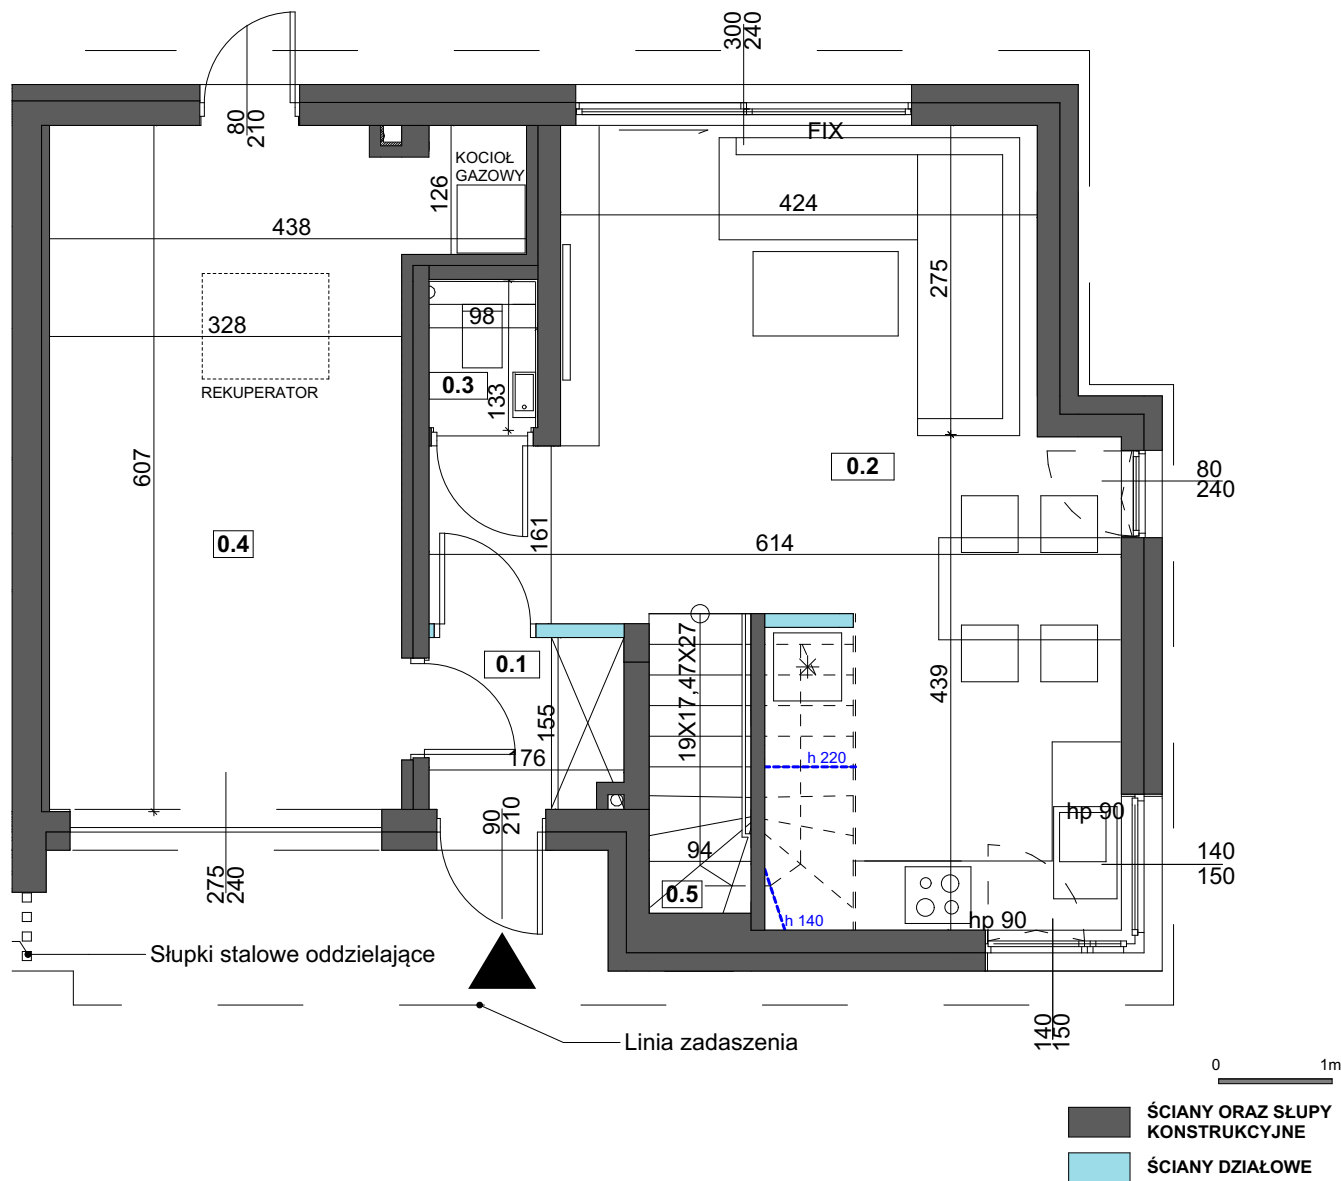 300
240
80
210
FIX
KOCIOŁ
GAZOWY
126
438
424
275
328
98
REKUPERATOR
0.3
133
0.2
80
240
607
161
0.4
614
0.1
19X17,47X27
439
155
176
h 220
hp 90
90
210
94
140
150
275
240
0.5
h 140
hp 90
Słupki stalowe oddzielające
140
150
Linia zadaszenia
0
1m
ŚCIANY ORAZ SŁUPY
KONSTRUKCYJNE
ŚCIANY DZIAŁOWE